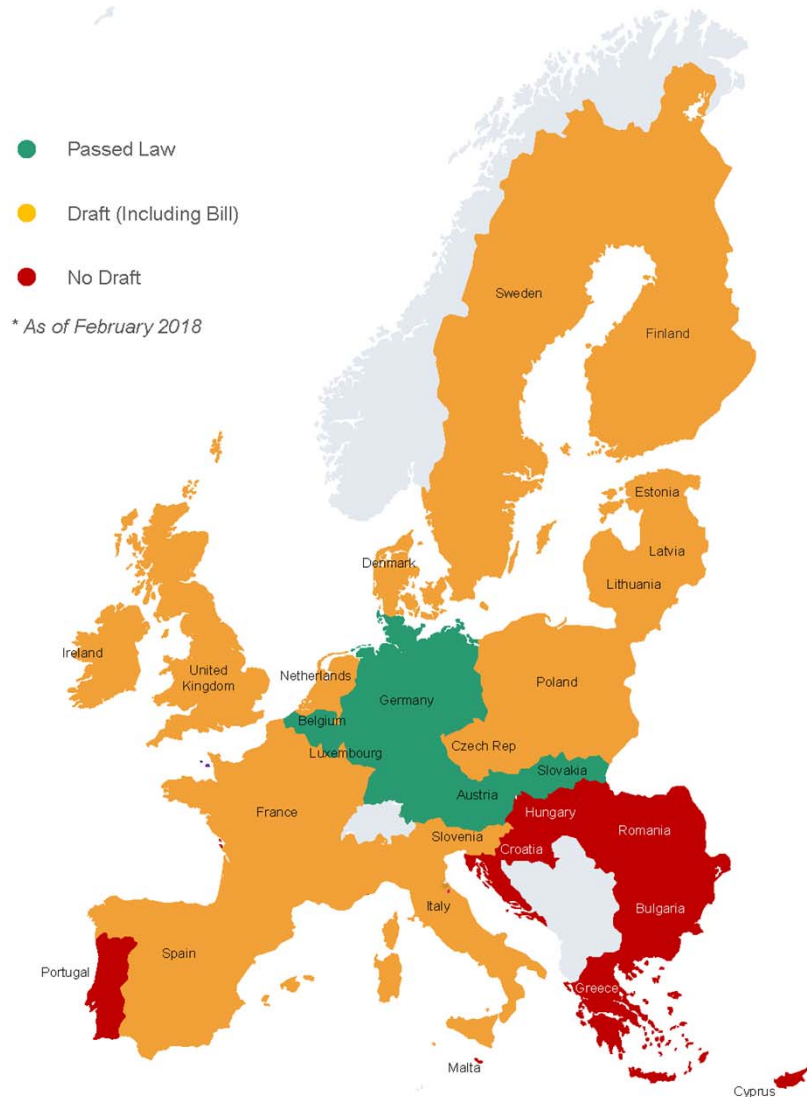 Passed Law
Draft (Including Bill)
No Draft
* As of February 2018
Sweden
Finland
Estonia
Latvia
Lithuania
Denmark
Ireland
United
Kingdom
Netherlands
Germany
Poland
Belgium
Luxembourg
Czech Rep
Slovakia
Austria
France
Hungary
Romania
Slovenia
Croatia
Italy
Bulgaria
Spain
Portugal
Greece
Malta
Cyprus